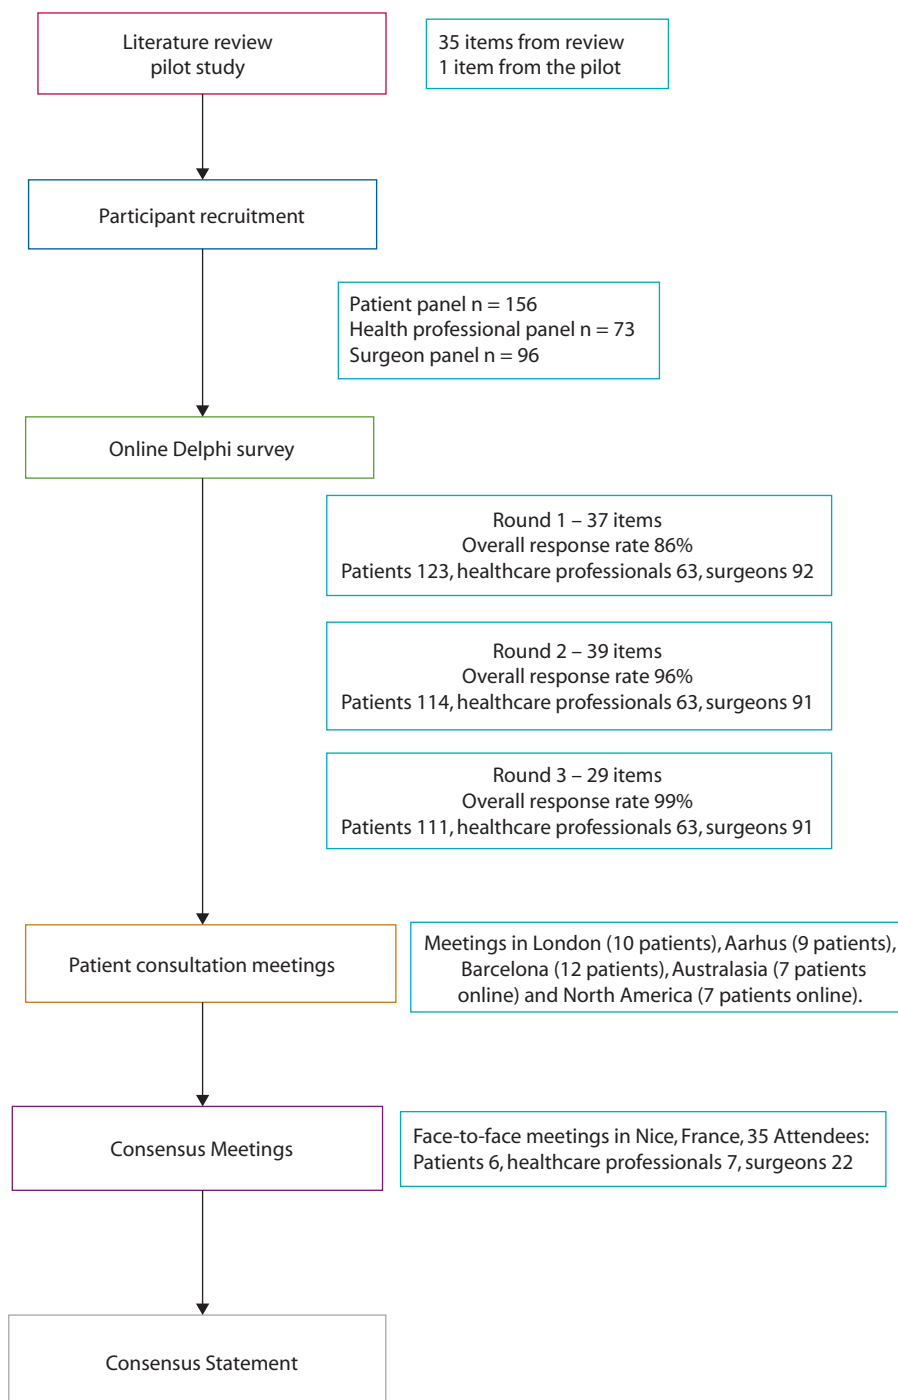 Literature review
pilot study
35 items from review
1 item from the pilot
Participant recruitment
Patient panel n = 156
Health professional panel n = 73
Surgeon panel n = 96
Online Delphi survey
Round 1 – 37 items
Overall response rate 86%
Patients 123, healthcare professionals 63, surgeons 92
Round 2 – 39 items
Overall response rate 96%
Patients 114, healthcare professionals 63, surgeons 91
Round 3 – 29 items
Overall response rate 99%
Patients 111, healthcare professionals 63, surgeons 91
Patient consultation meetings
Meetings in London (10 patients), Aarhus (9 patients),
Barcelona (12 patients), Australasia (7 patients
online) and North America (7 patients online).
Consensus Meetings
Face-to-face meetings in Nice, France, 35 Attendees:
Patients 6, healthcare professionals 7, surgeons 22
Consensus Statement